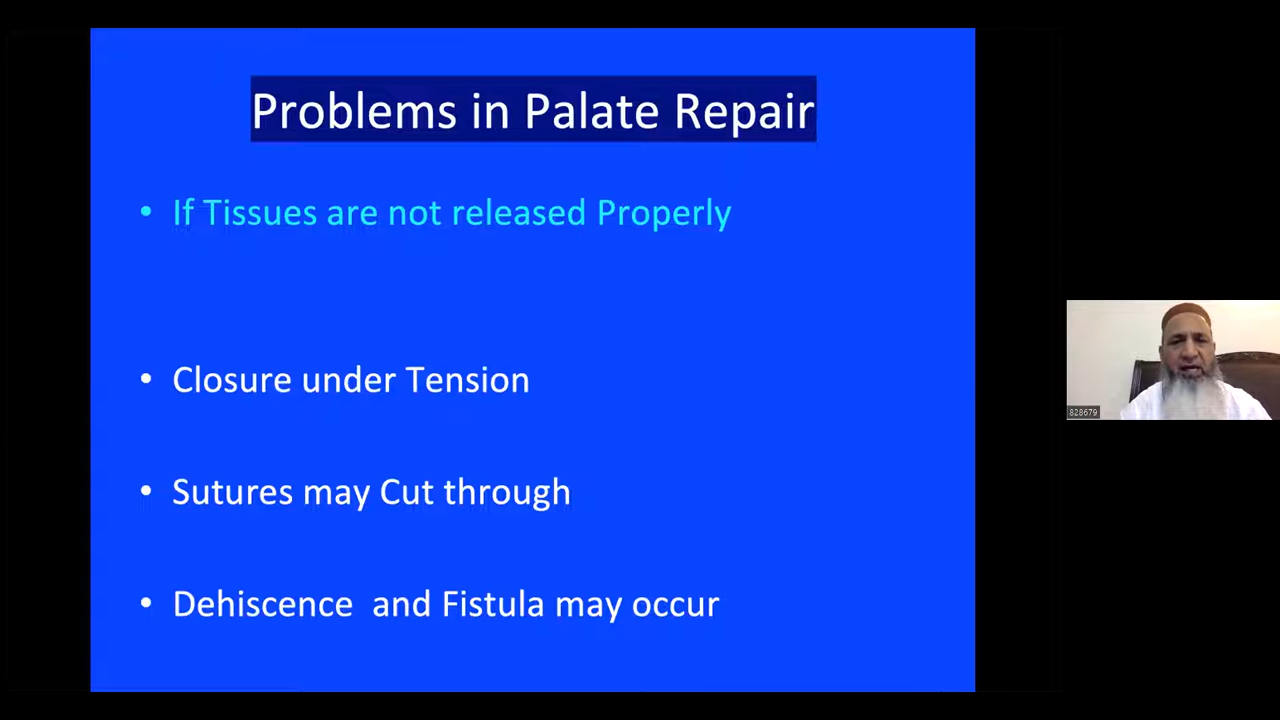 Problems in Palate Repair
• If Tissues are not released Properly
• Closure under Tension
• Sutures may Cut through
• Dehiscence and Fistula may occur
828679